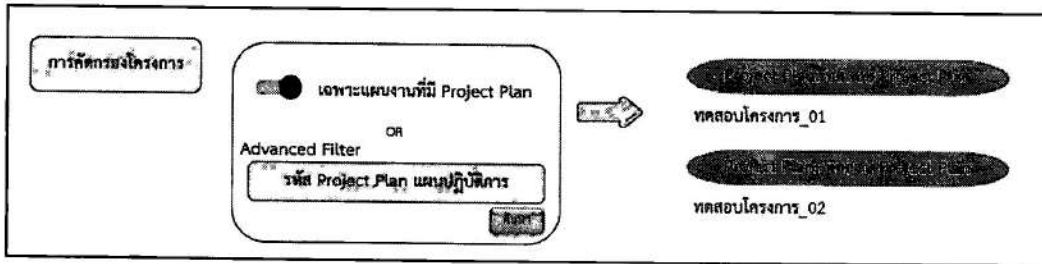 การคัดกรองโครงการ
เฉพาะแผนงานที่มี Project Plan
OR
Advanced Filter
รหัส Project Plan แผนปฏิบัติการ
ค้นหา
ทดสอบโครงการ_01
ทดสอบโครงการ_02